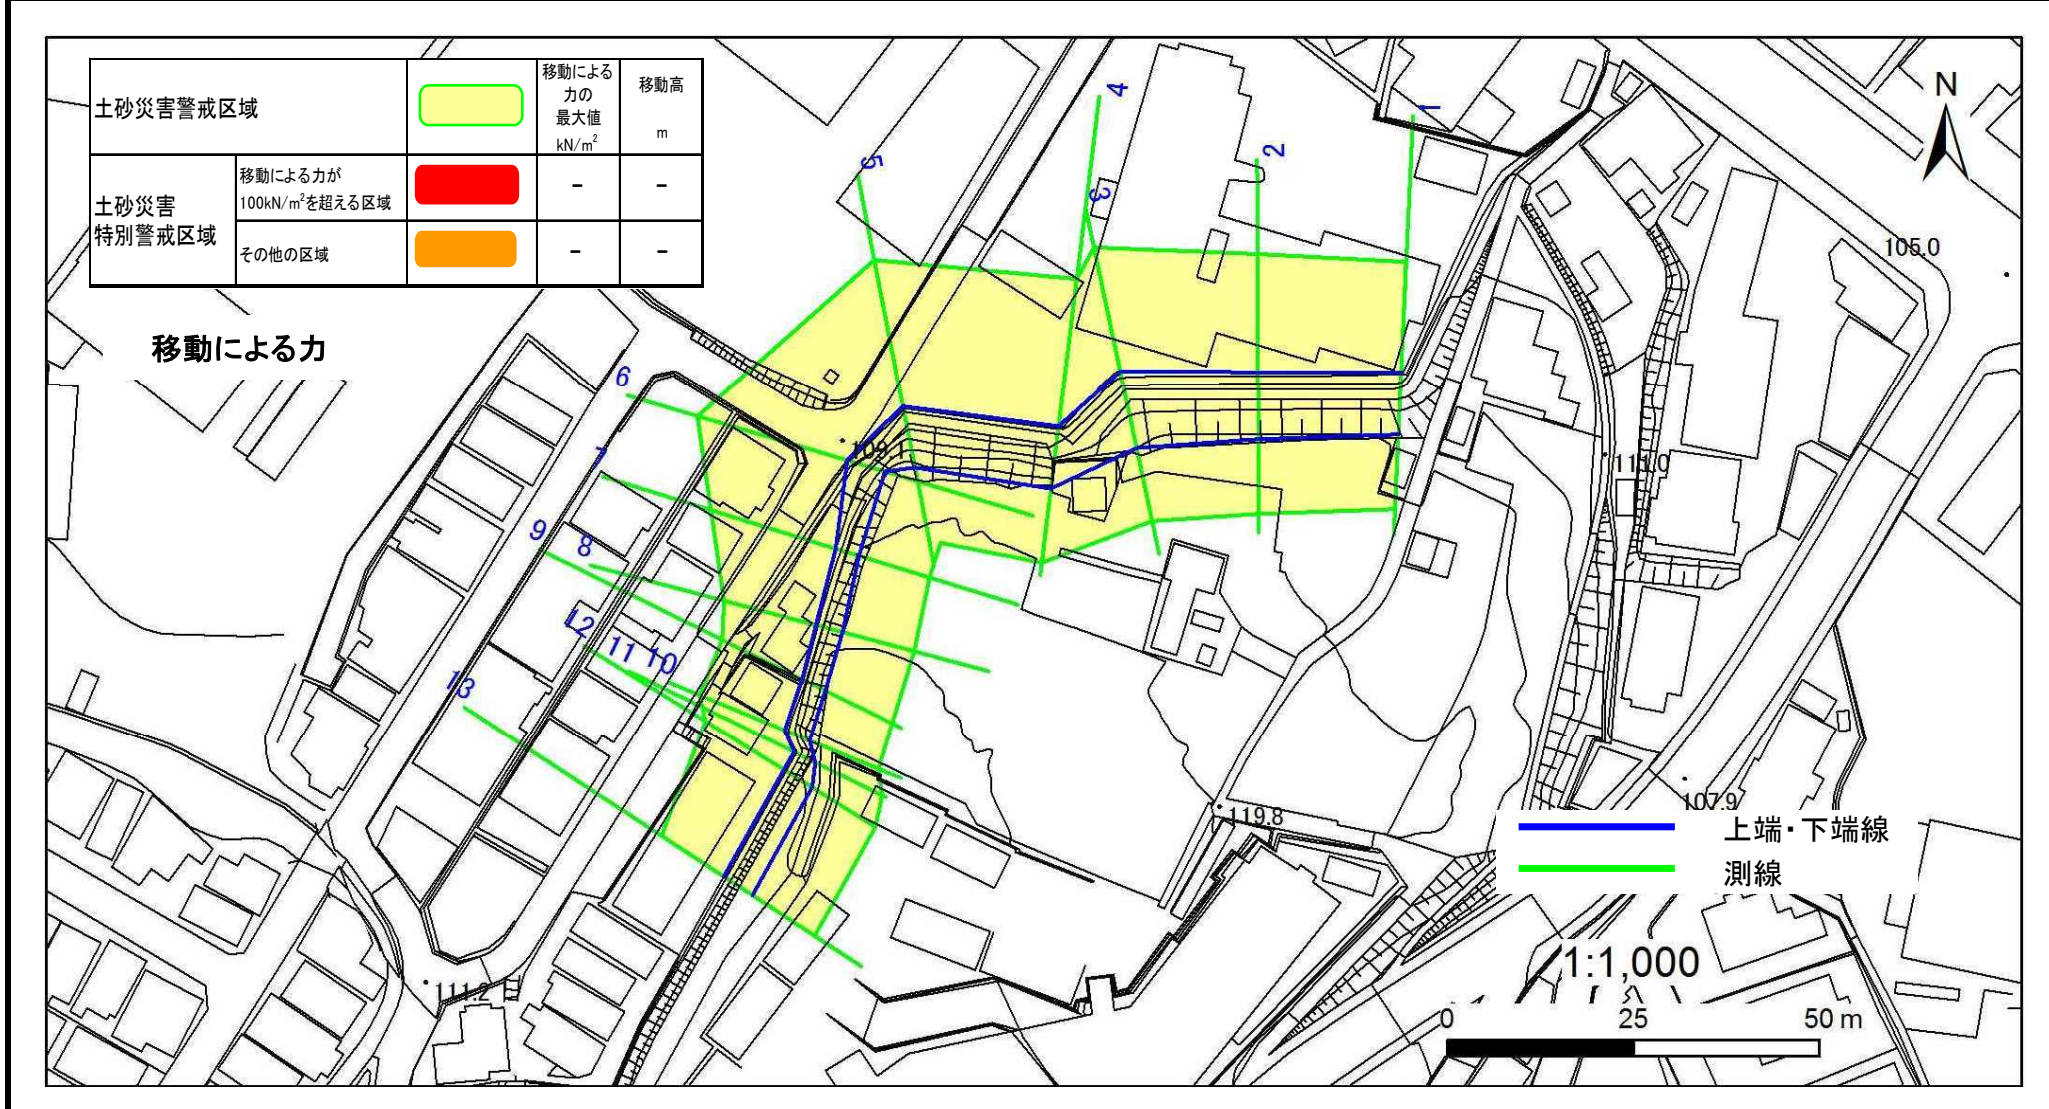 土砂災害警戒区域
移動による
力の
最大値
kN/m²
移動高
m
土砂災害
特別警戒区域
移動による力が
100kN/m²を超える区域
-
-
その他の区域
-
-
移動による力
N
1
2
3
4
5
6
7
8
9
10
11
12
13
105.0
109.1
111.0
107.9
119.8
111.2
上端・下端線
測線
1:1,000
0
25
50 m